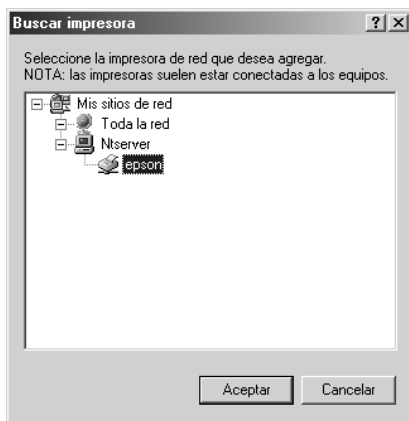 Buscar impresora
Seleccione la impresora de red que desea agregar.
NOTA: las impresoras suelen estar conectadas a los equipos.
Mis sitios de red
Toda la red
Ntserver
epson
Aceptar
Cancelar